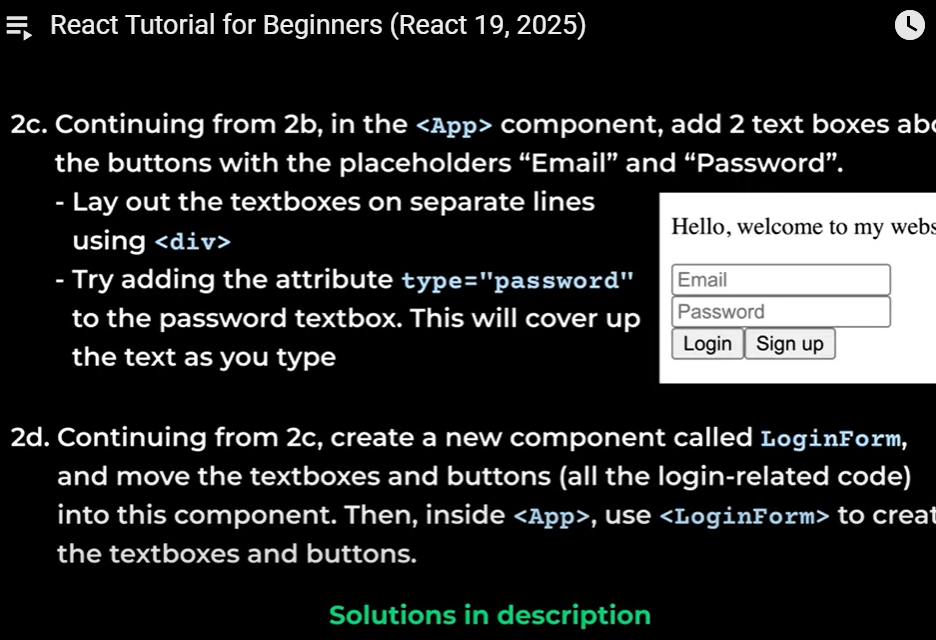 React Tutorial for Beginners (React 19, 2025)
2c. Continuing from 2b, in the <App> component, add 2 text boxes
the buttons with the placeholders “Email” and “Password”.
- Lay out the textboxes on separate lines
using <div>
- Try adding the attribute type="password"
to the password textbox. This will cover up
the text as you type
Hello, welcome to my
Email
Password
Login Sign up
2d. Continuing from 2c, create a new component called LoginForm,
and move the textboxes and buttons (all the login-related code)
into this component. Then, inside <App>, use <LoginForm> to
the textboxes and buttons.
Solutions in description